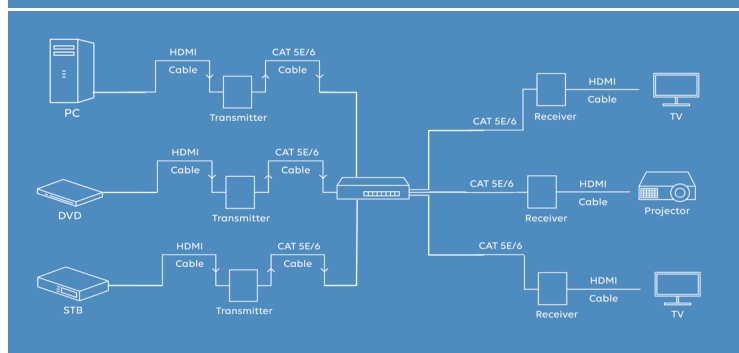 HDMI
Cable
CAT 5E/6
Cable
PC
Transmitter
CAT 5E/6
Receiver
HDMI
Cable
TV
HDMI
Cable
CAT 5E/6
Cable
DVD
Transmitter
CAT 5E/6
Receiver
HDMI
Cable
Projector
HDMI
Cable
CAT 5E/6
Cable
STB
Transmitter
CAT 5E/6
Receiver
HDMI
Cable
TV